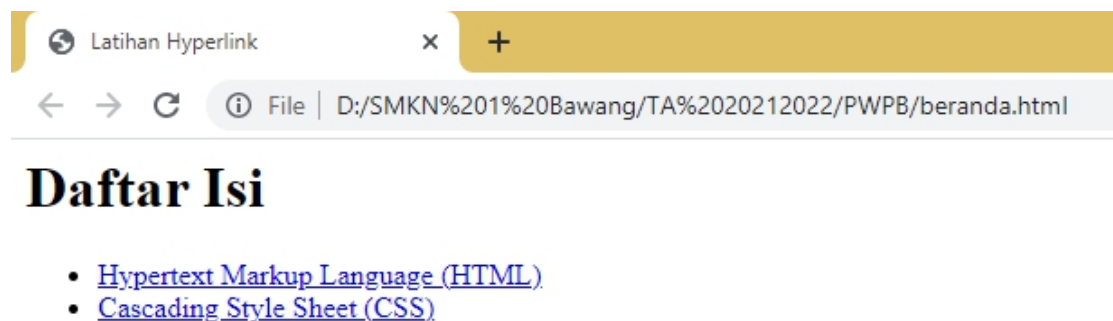 Latihan Hyperlink
File | D:/SMKN%201%20Bawang/TA%2020212022/PWPB/beranda.html
Daftar Isi
• Hypertext Markup Language (HTML)
• Cascading Style Sheet (CSS)